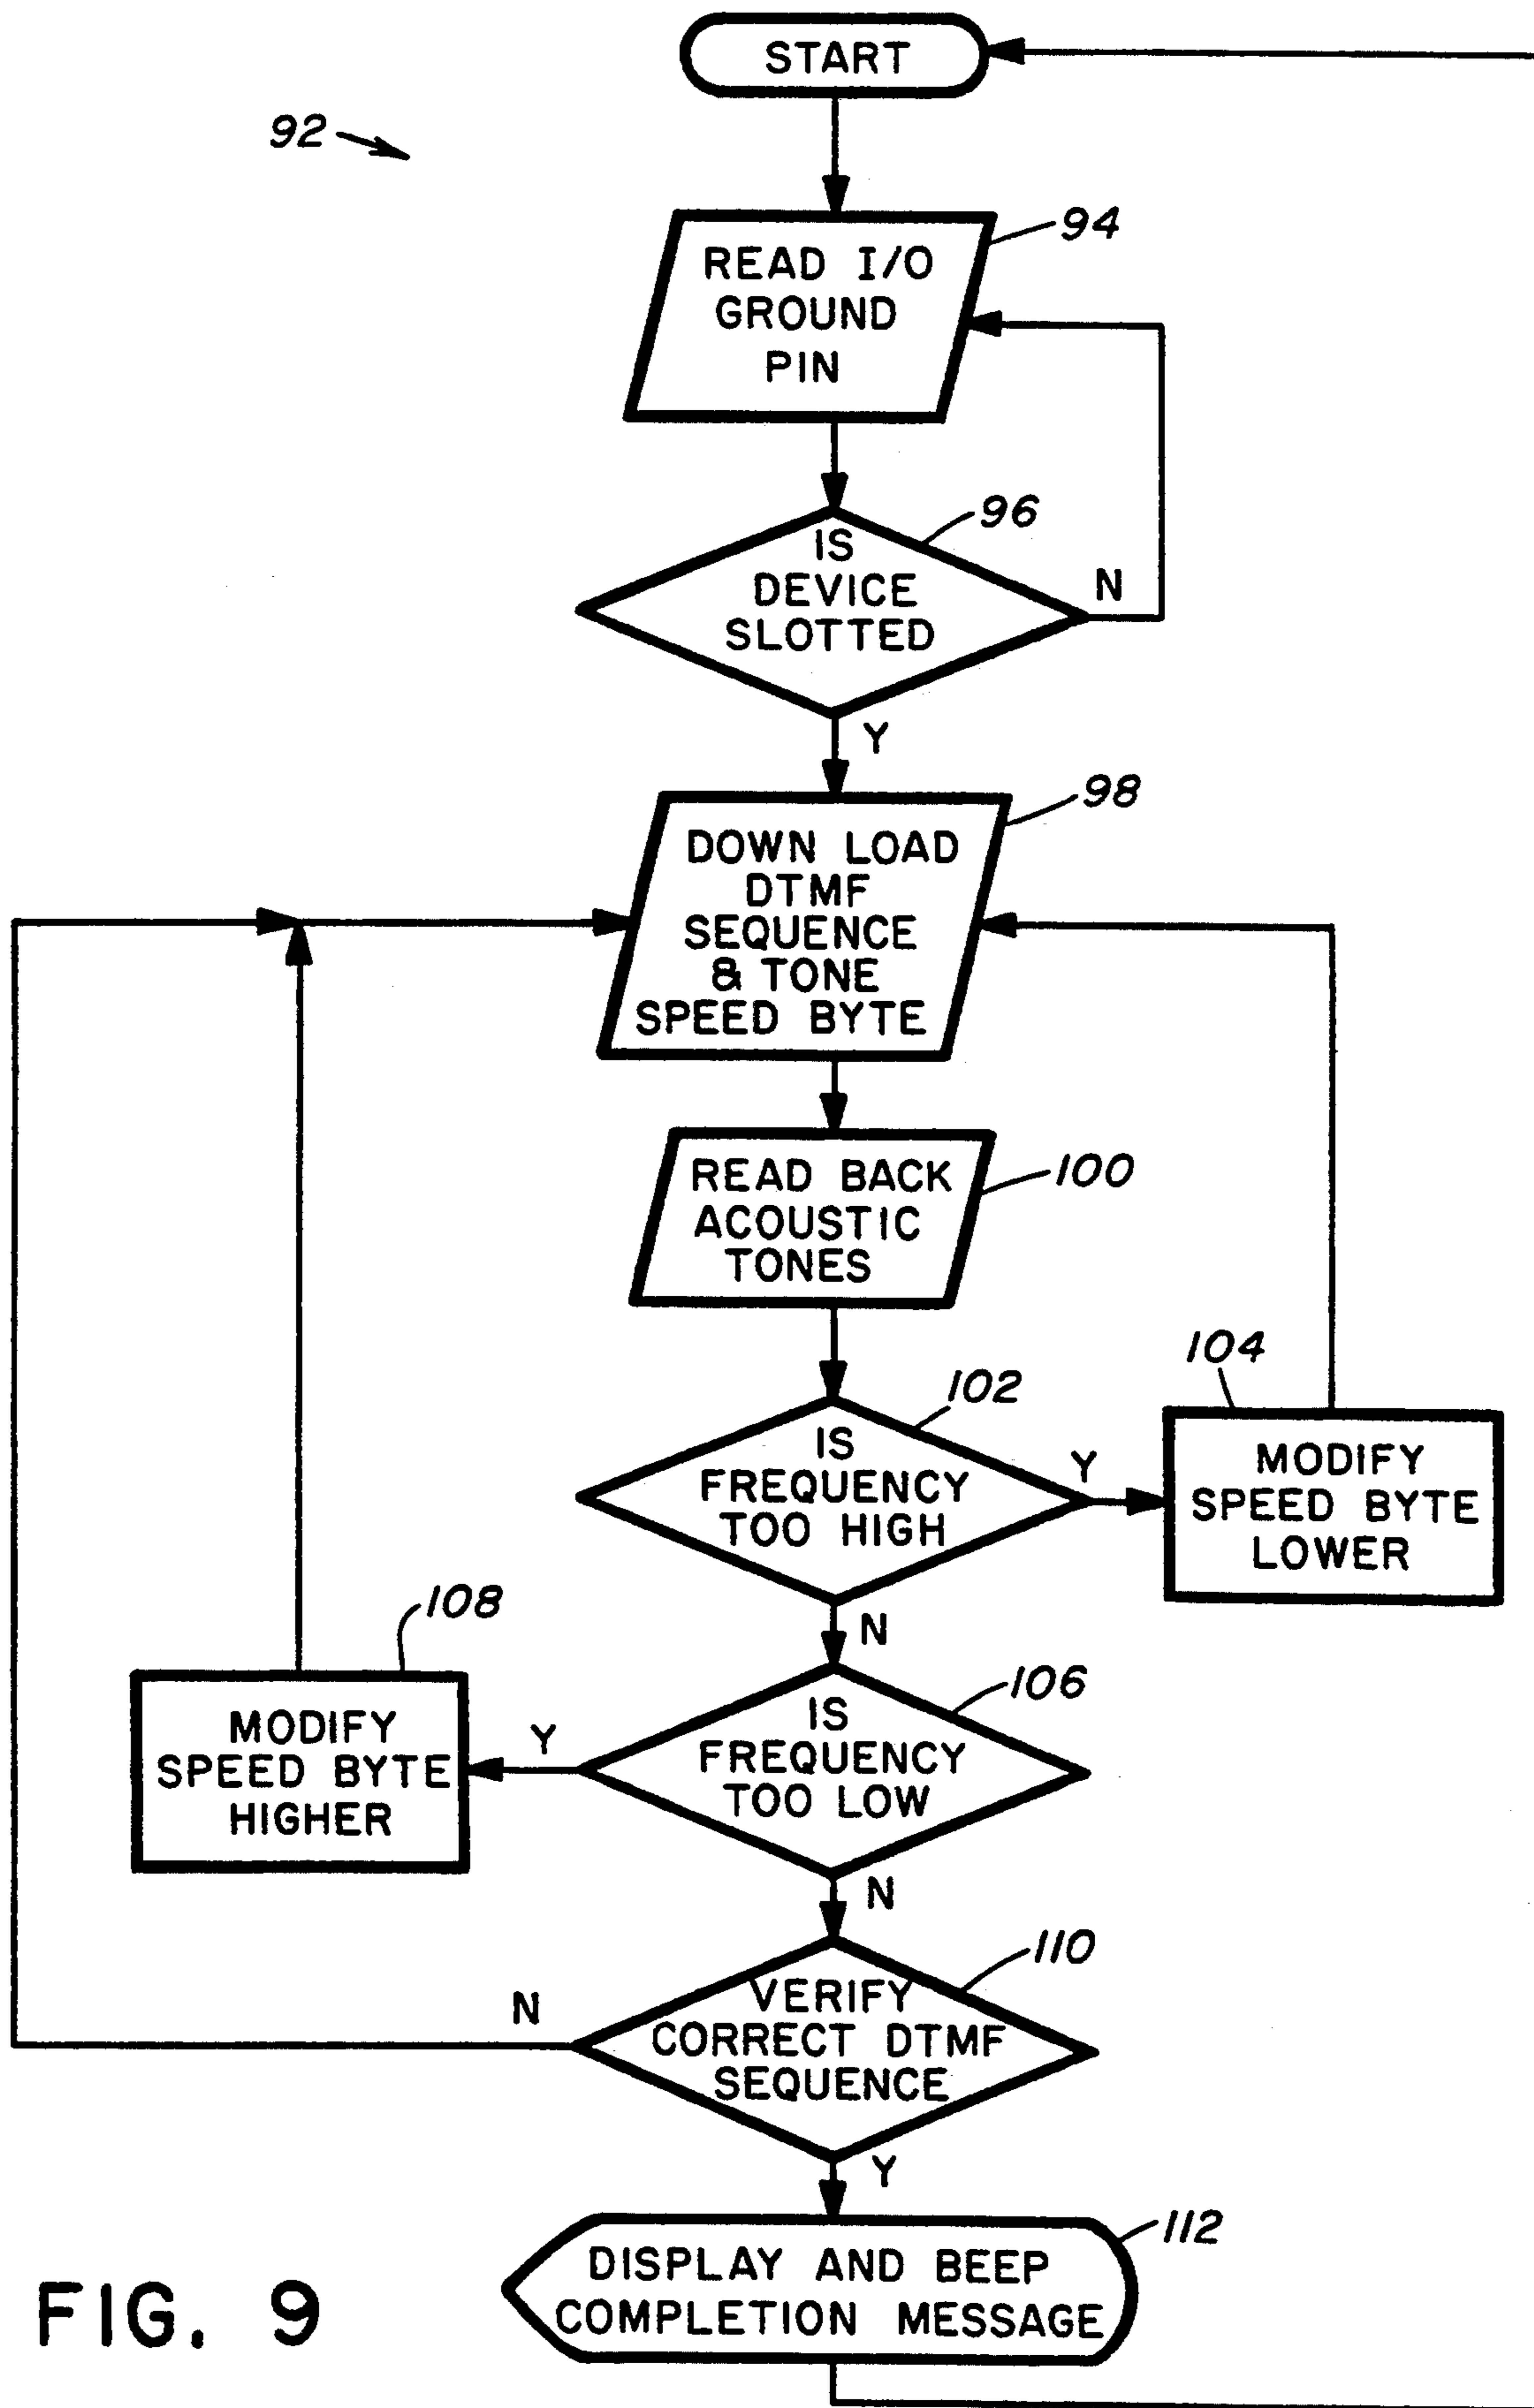 START
92
94
READ I/O
GROUND
PIN
96
IS
DEVICE
SLOTTED
N
Y
98
DOWN LOAD
DTMF
SEQUENCE
& TONE
SPEED BYTE
100
READ BACK
ACOUSTIC
TONES
102
IS
FREQUENCY
TOO HIGH
Y
104
MODIFY
SPEED BYTE
LOWER
N
108
MODIFY
SPEED BYTE
HIGHER
Y
106
IS
FREQUENCY
TOO LOW
N
110
VERIFY
CORRECT DTMF
SEQUENCE
N
Y
112
DISPLAY AND BEEP
COMPLETION MESSAGE
FIG. 9